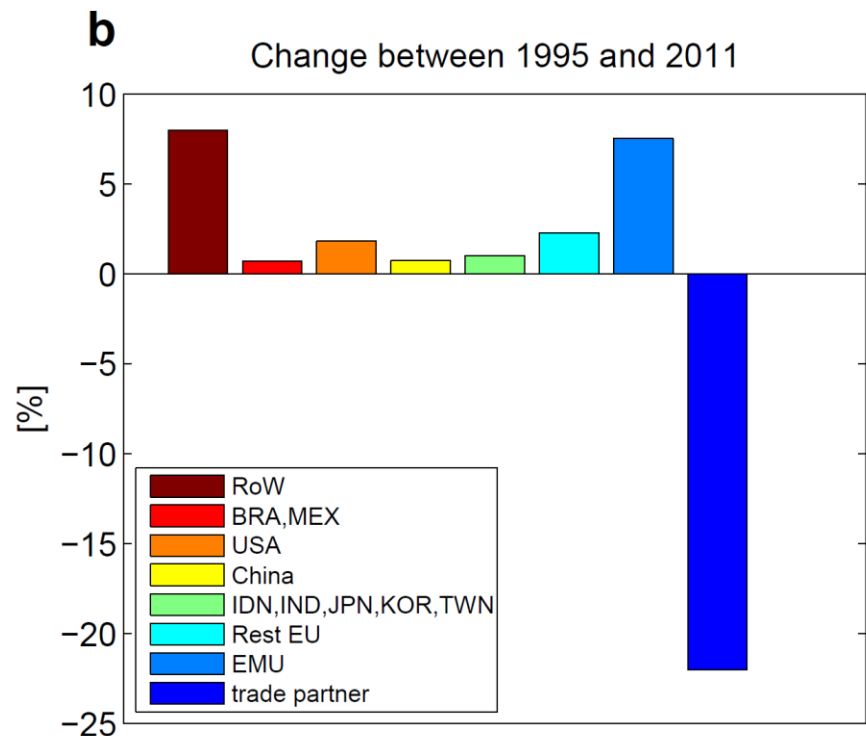 b
Change between 1995 and 2011
10
5
0
−5
−10
−15
−20
−25
[%]
RoW
BRA,MEX
USA
China
IDN,IND,JPN,KOR,TWN
Rest EU
EMU
trade partner